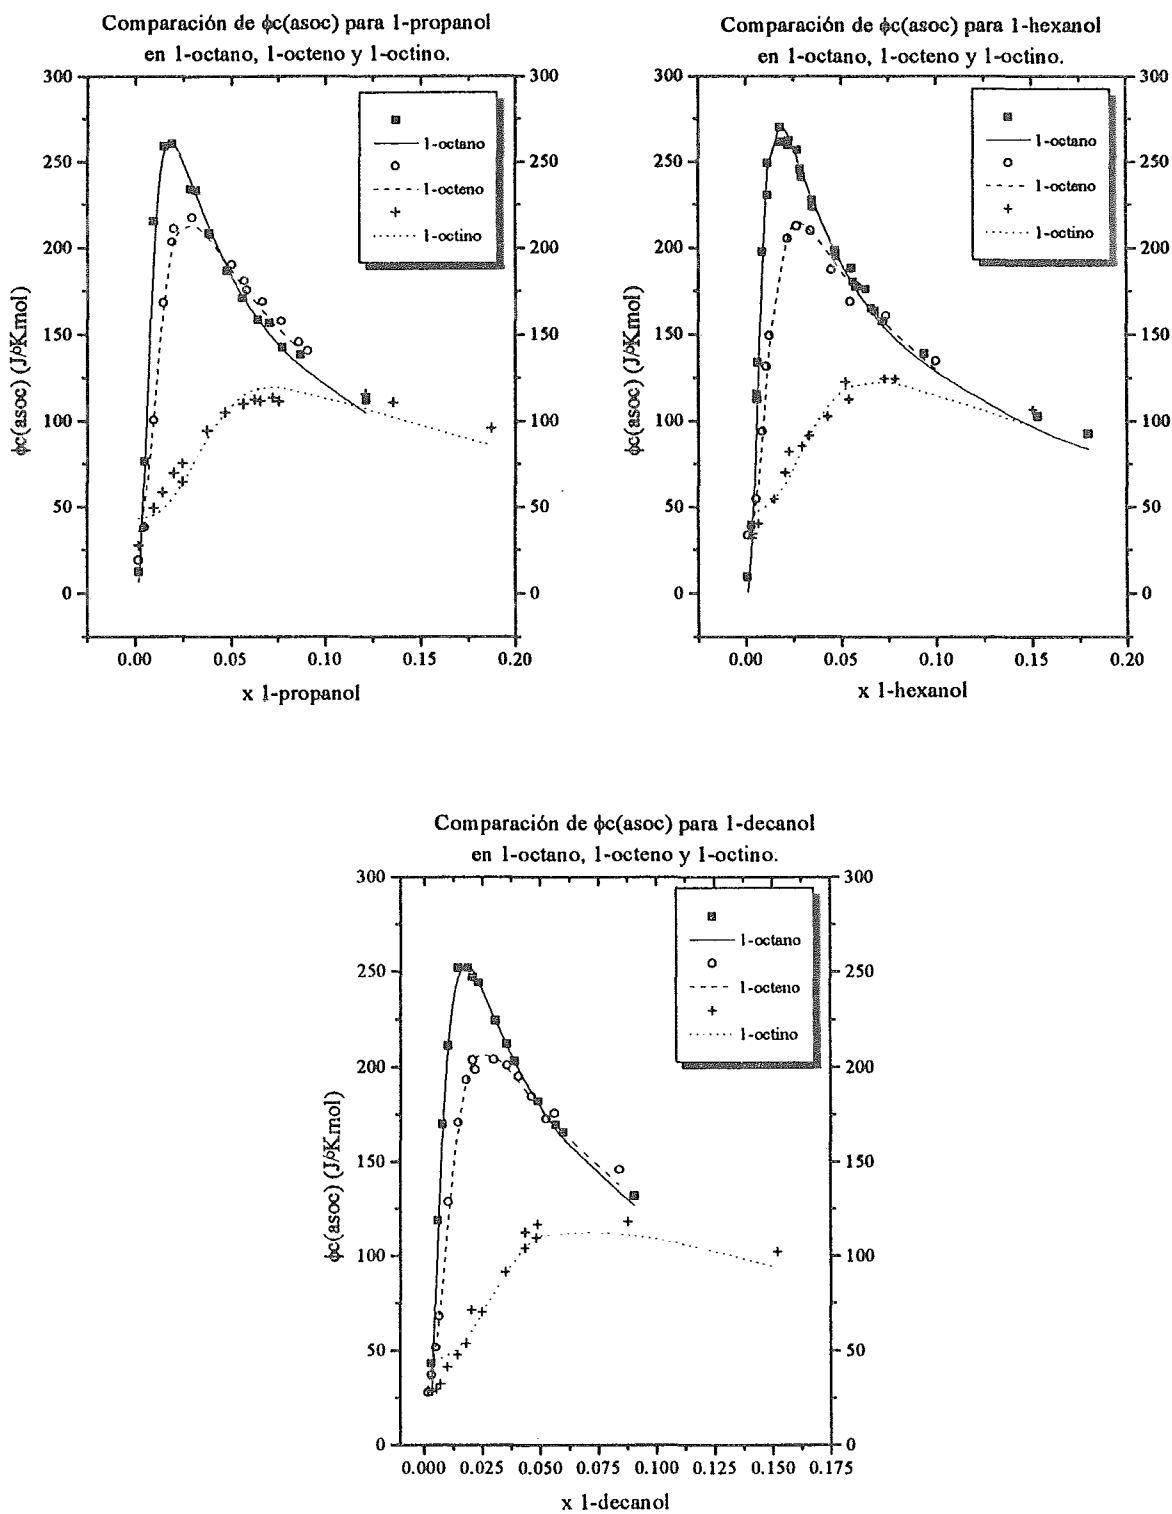 Comparación de ϕc(asoc) para 1-propanol
en 1-octano, 1-octeno y 1-octino.
300
250
200
150
100
50
0
300
250
200
150
100
50
0
ϕc(asoc) (J/ºKmol)
1-octano
1-octeno
1-octino
0.00 0.05 0.10 0.15 0.20
x 1-propanol
Comparación de ϕc(asoc) para 1-hexanol
en 1-octano, 1-octeno y 1-octino.
300
250
200
150
100
50
0
300
250
200
150
100
50
0
ϕc(asoc) (J/ºKmol)
1-octano
1-octeno
1-octino
0.00 0.05 0.10 0.15 0.20
x 1-hexanol
Comparación de ϕc(asoc) para 1-decanol
en 1-octano, 1-octeno y 1-octino.
300
250
200
150
100
50
0
300
250
200
150
100
50
0
ϕc(asoc) (J/ºKmol)
1-octano
1-octeno
1-octino
0.000 0.025 0.050 0.075 0.100 0.125 0.150 0.175
x 1-decanol